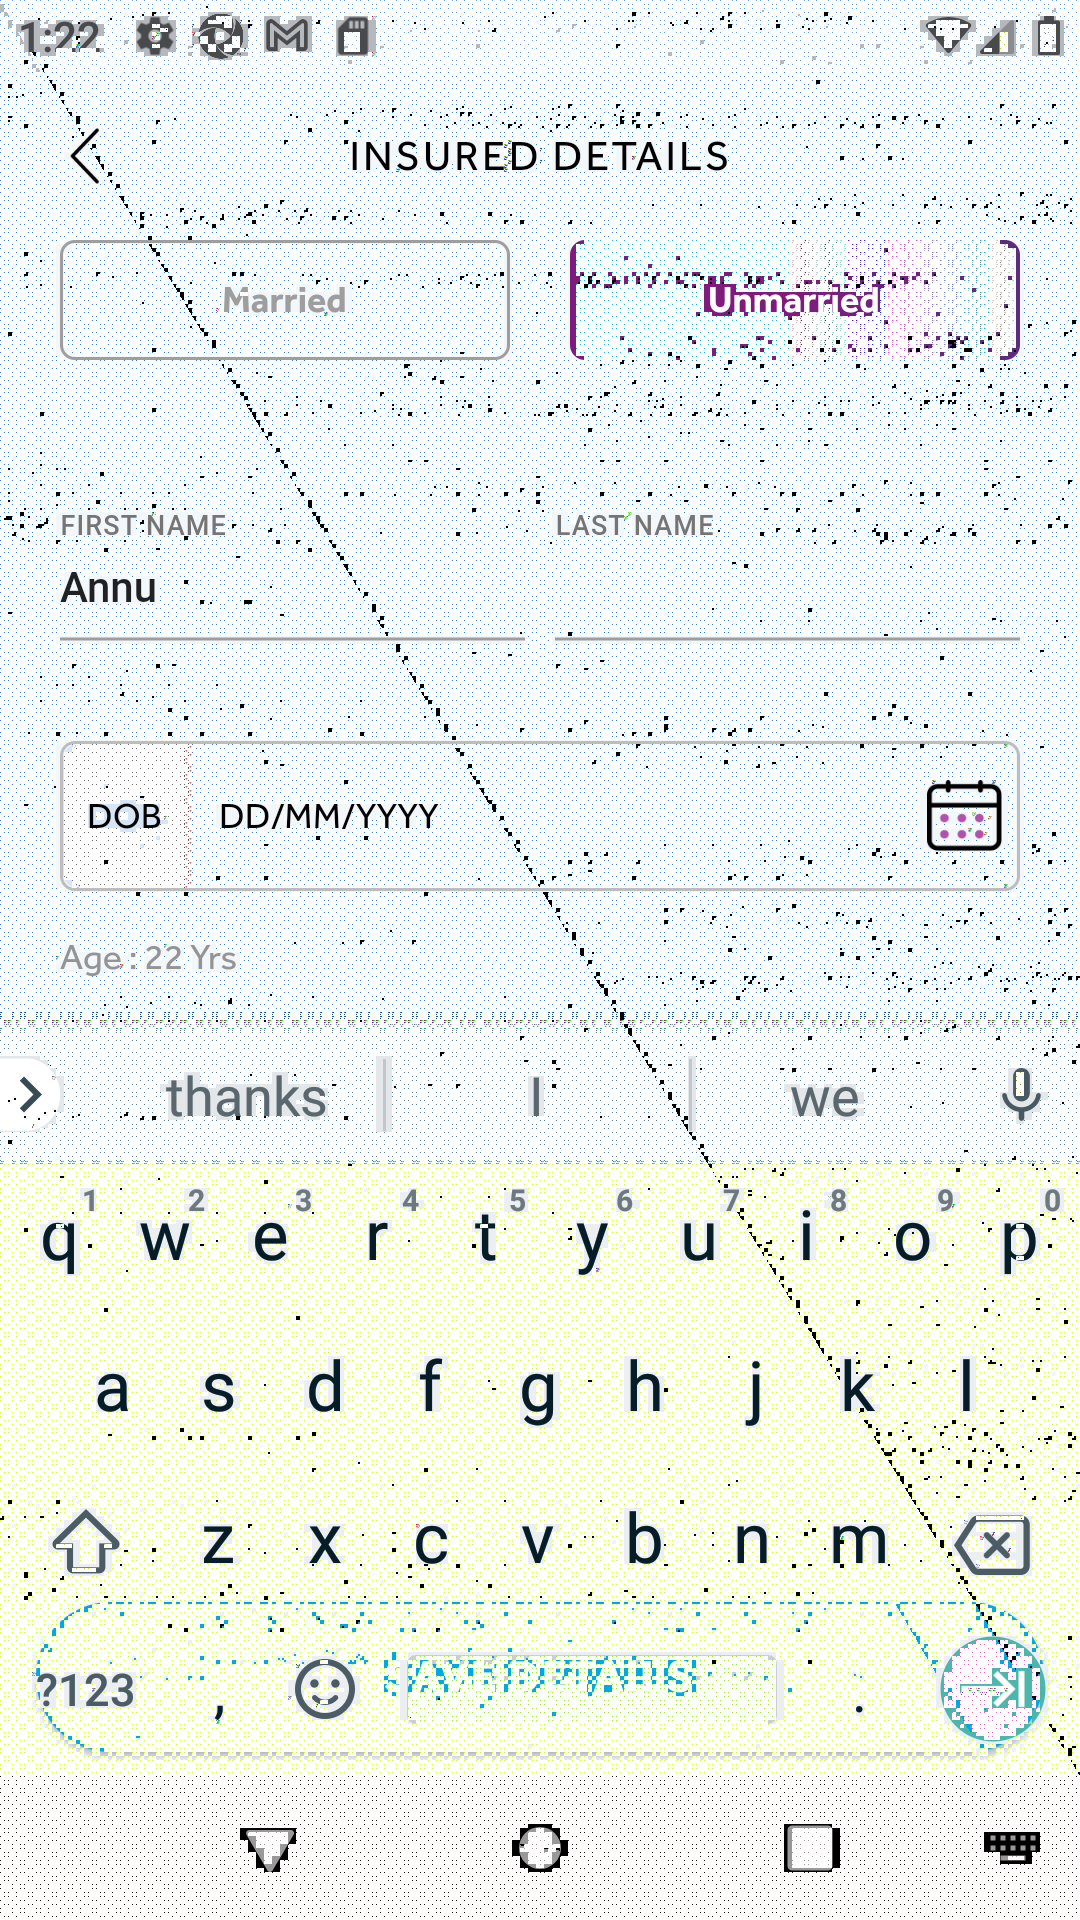 1:22
INSURED DETAILS
Married Unmarried
FIRST NAME LAST NAME
Annu
DOB DD/MM/YYYY
Age : 22 Yrs
thanks I we
1 2 3 4 5 6 7 8 9 0
q w e r t y u i o p
a s d f g h j k l
z x c v b n m
?123 , .